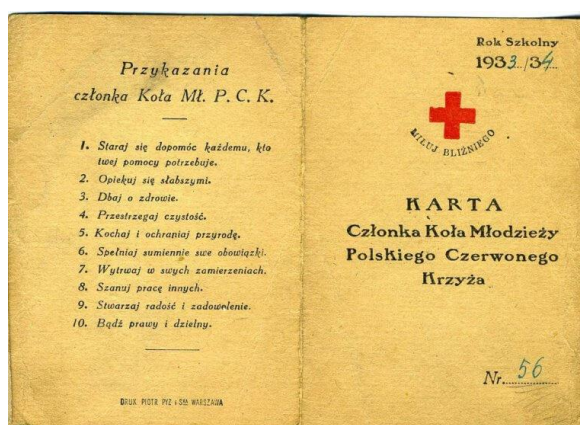 Przykazania
członka Koła Mł. P. C. K.
1. Staraj się dopomóc każdemu, kto
twej pomocy potrzebuje.
2. Opiekuj się słabszymi.
3. Dbaj o zdrowie.
4. Przestrzegaj czystość.
5. Kochaj i ochraniaj przyrodę.
6. Spełniaj sumiennie swe obowiązki.
7. Wytrwaj w swych zamierzeniach.
8. Szanuj pracę innych.
9. Stwarzaj radość i zadowolenie.
10. Bądź prawy i dzielny.
DRUK PIOTR PYZ i S-ka WARSZAWA
Rok Szkolny
1933/34
MIŁUJ BLIŹNIEGO
KARTA
Członka Koła Młodzieży
Polskiego Czerwonego
Krzyża
Nr. 56